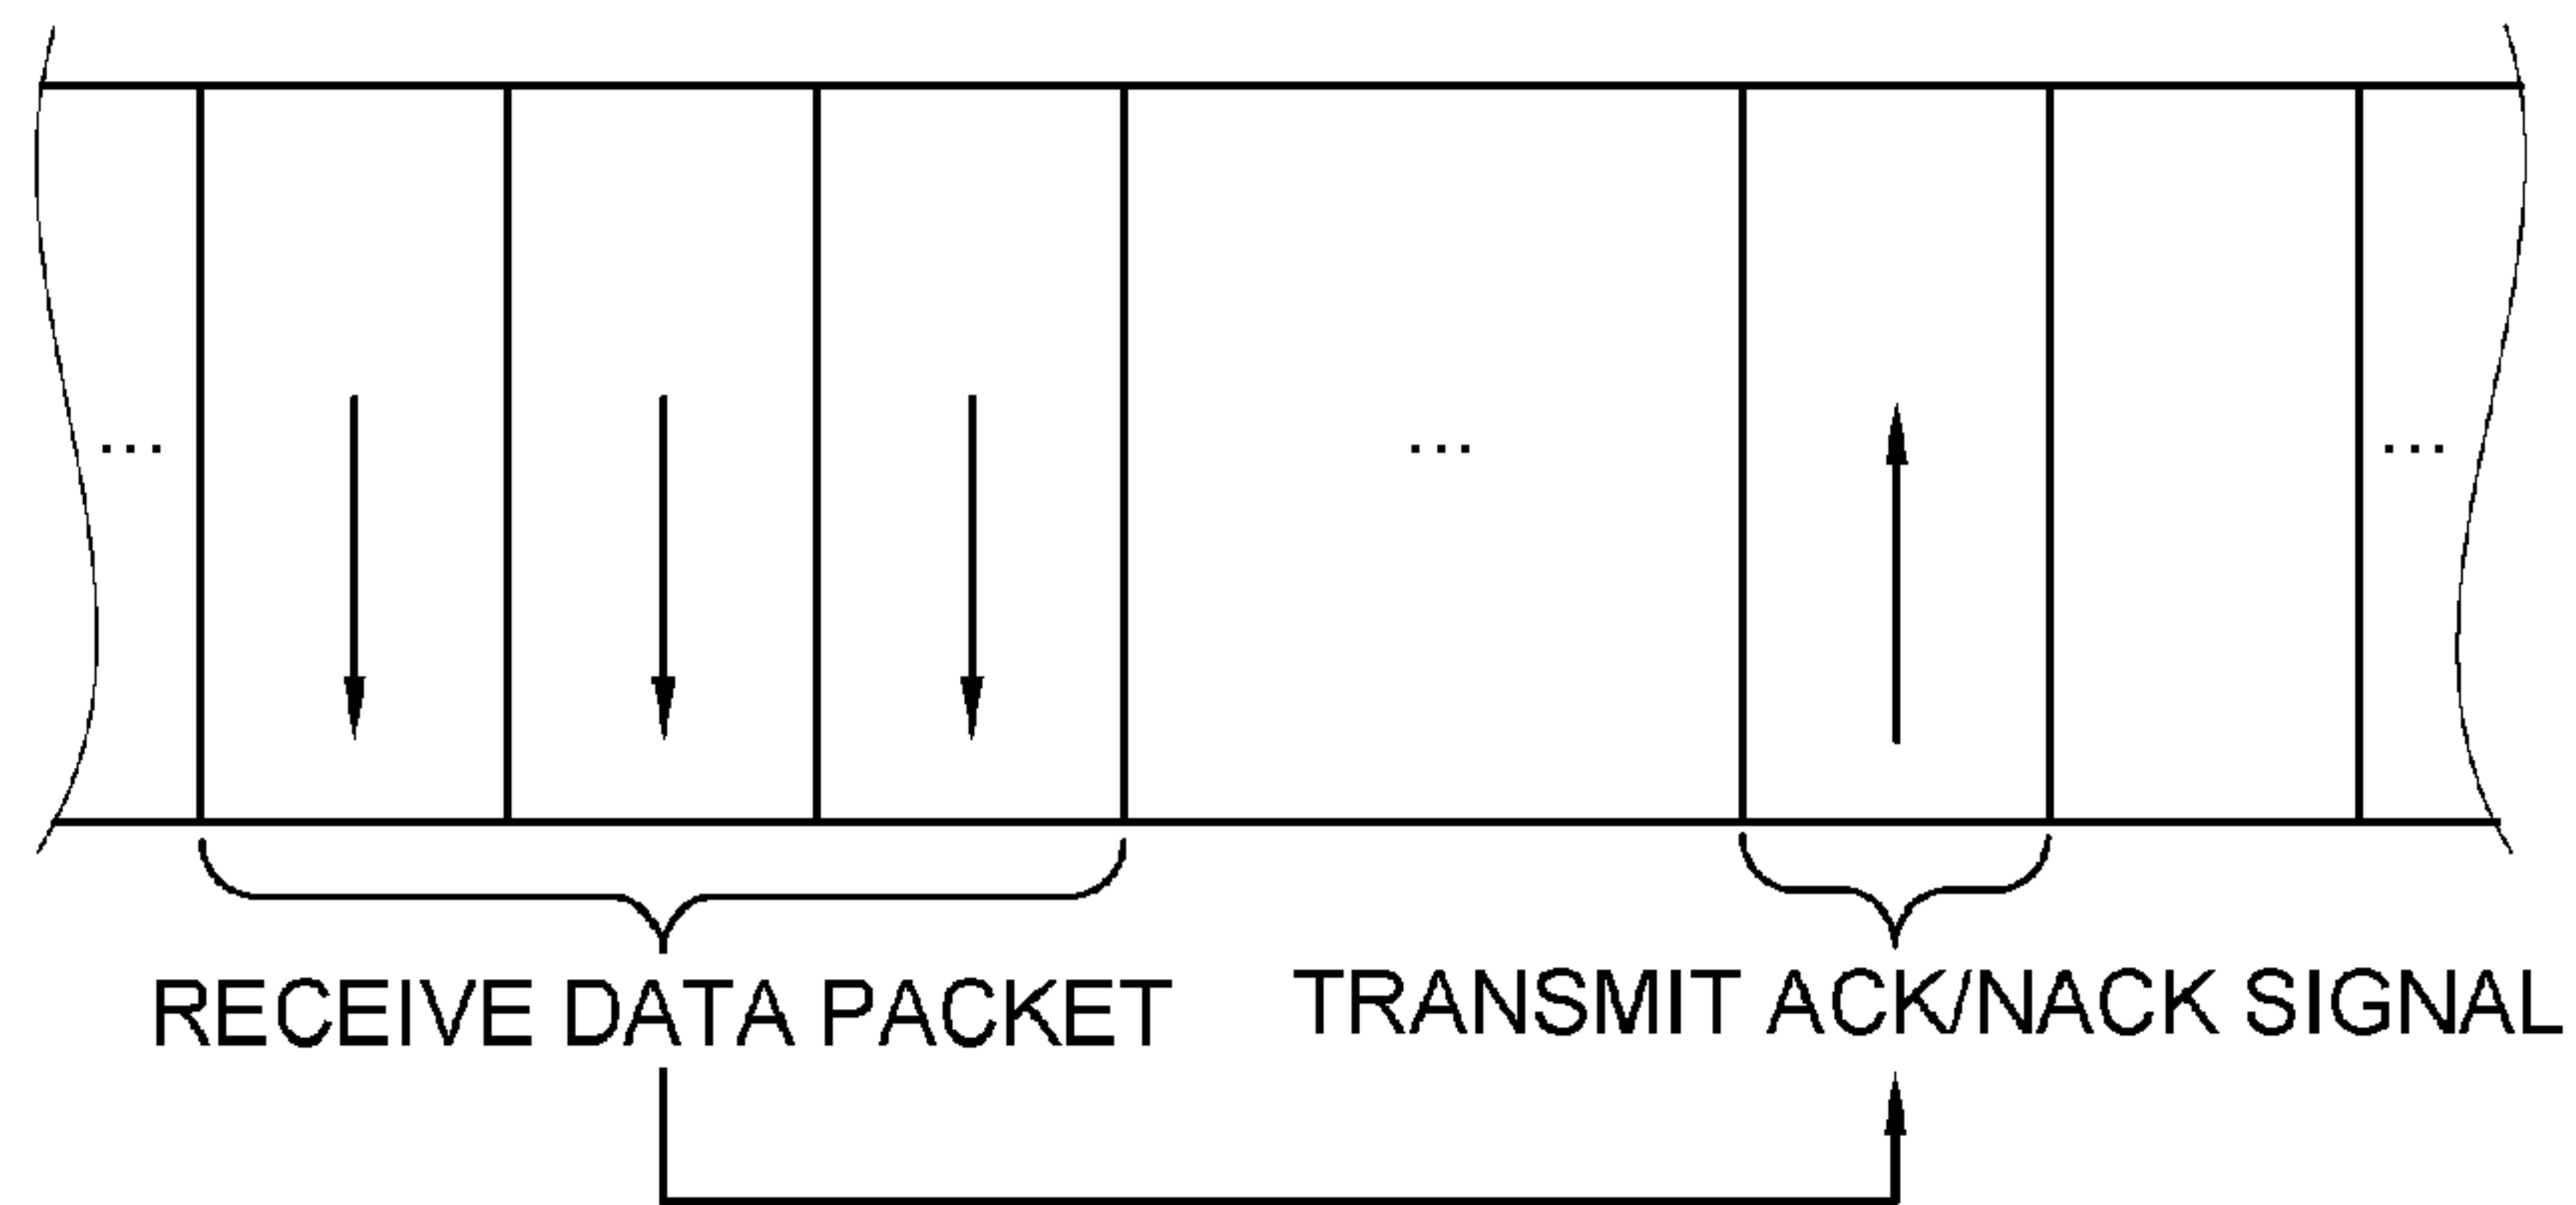 ... ... ...
RECEIVE DATA PACKET
TRANSMIT ACK/NACK SIGNAL